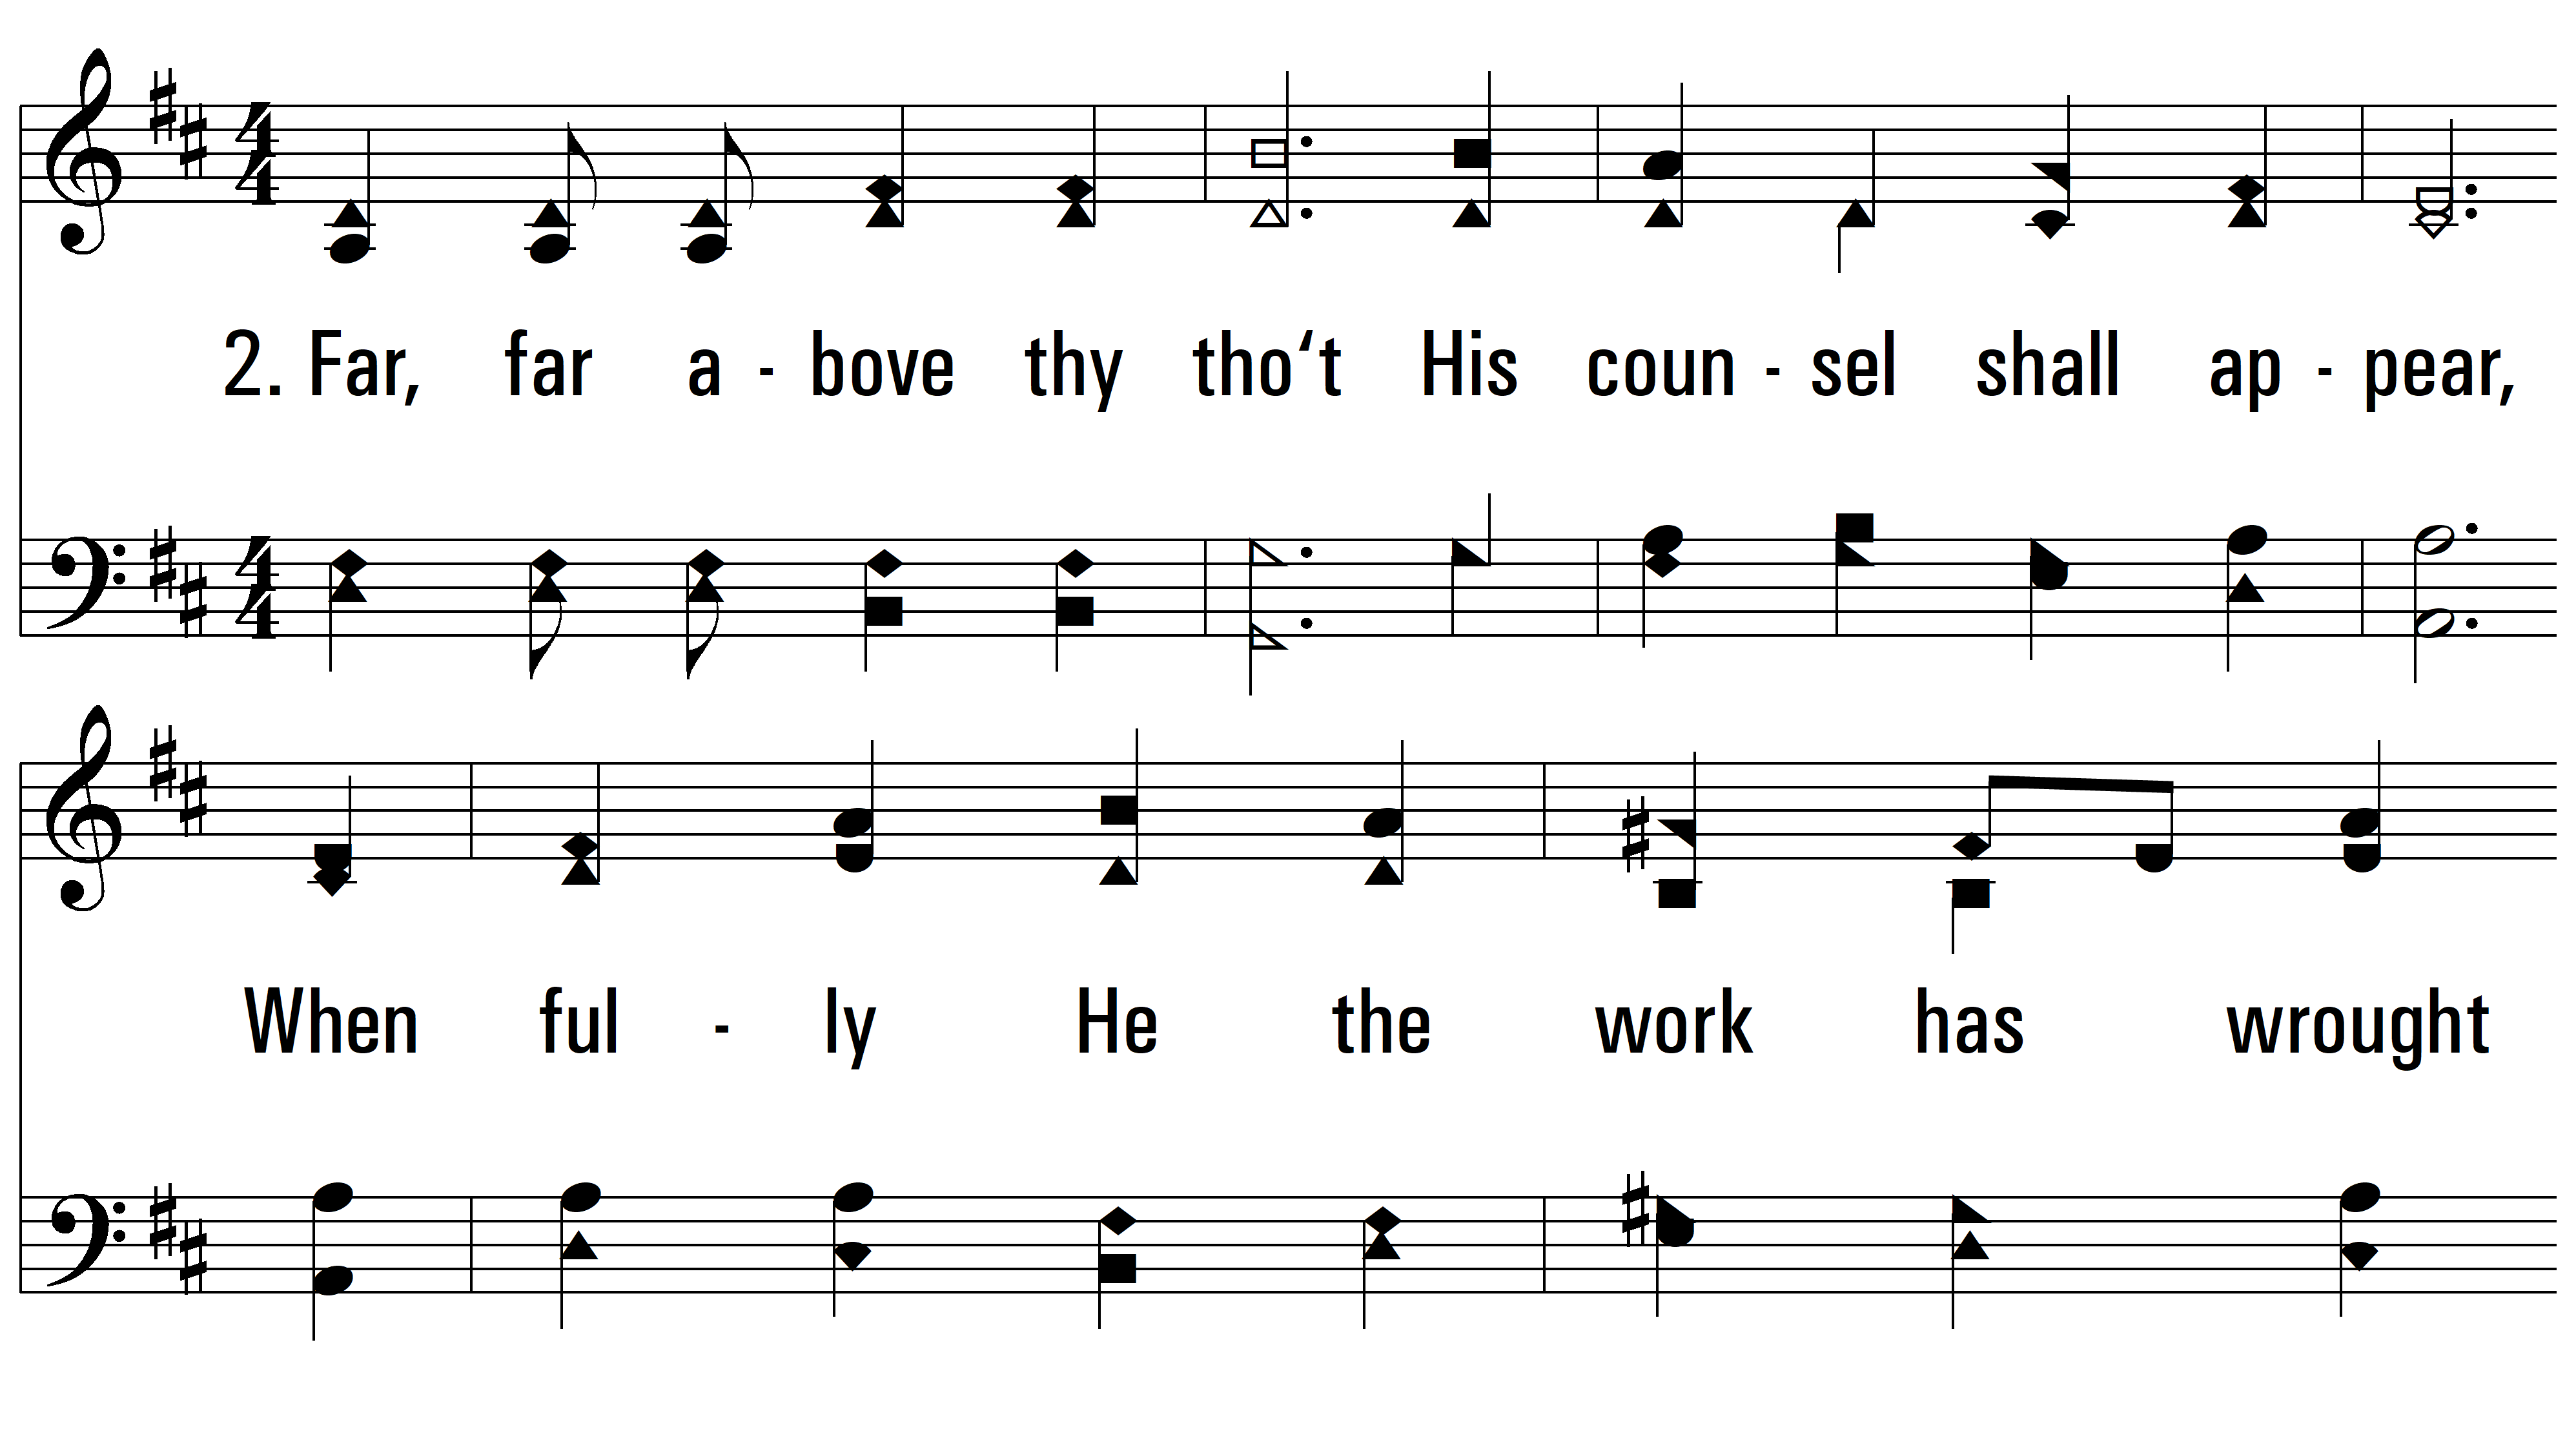 2. Far, far a - bove thy tho‘t His coun - sel shall ap - pear,
When ful - ly He the work has wrought